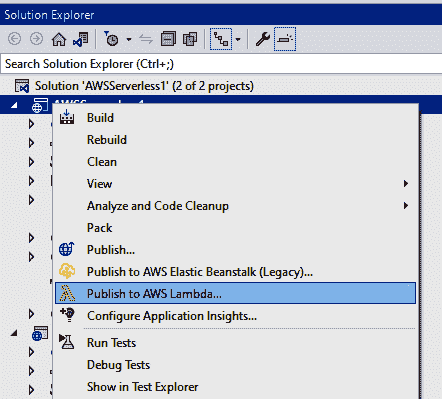 Solution Explorer
Search Solution Explorer (Ctrl+;)
Solution 'AWSServerless1' (2 of 2 projects)
Build
Rebuild
Clean
View
Analyze and Code Cleanup
Pack
Publish...
Publish to AWS Elastic Beanstalk (Legacy)...
Publish to AWS Lambda...
Configure Application Insights...
Run Tests
Debug Tests
Show in Test Explorer